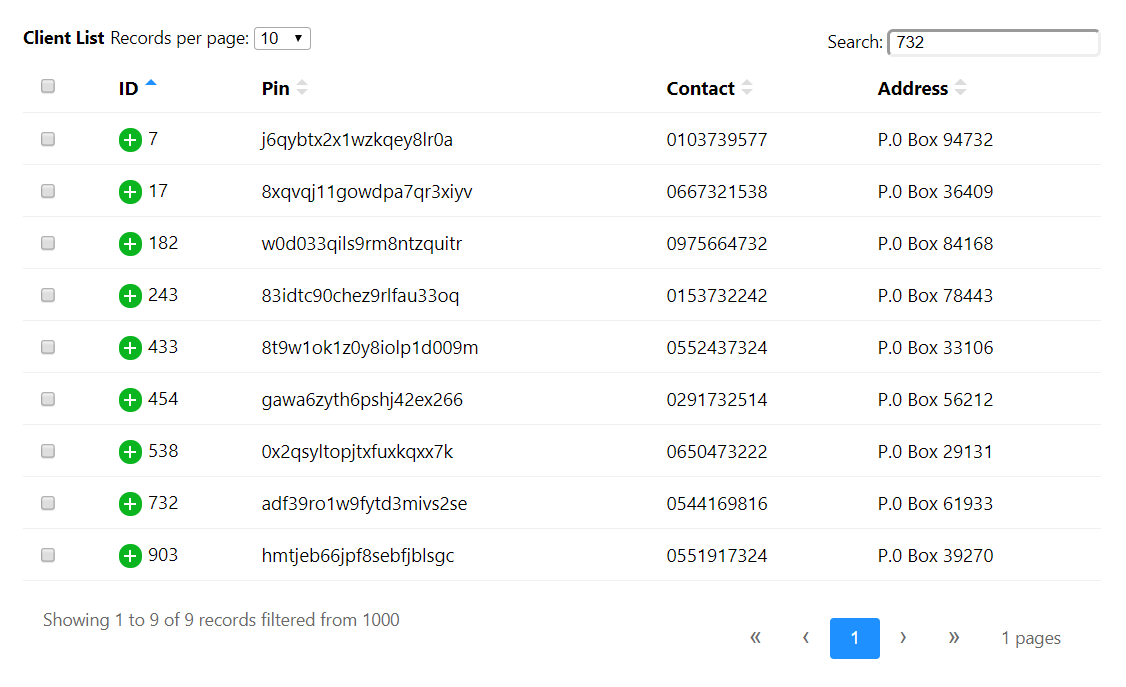 Client List Records per page: 10
Search: 732
ID Pin Contact Address
7 j6qybtx2x1wzkqey8lr0a 0103739577 P.0 Box 94732
17 8xqvqj11gowdpa7qr3xiyv 0667321538 P.0 Box 36409
182 w0d033qils9rm8ntzquitr 0975664732 P.0 Box 84168
243 83idtc90chez9rlfau33oq 0153732242 P.0 Box 78443
433 8t9w1ok1z0y8iolp1d009m 0552437324 P.0 Box 33106
454 gawa6zyth6pshj42ex266 0291732514 P.0 Box 56212
538 0x2qsyltopjtxfuxkqxx7k 0650473222 P.0 Box 29131
732 adf39ro1w9fytd3mivs2se 0544169816 P.0 Box 61933
903 hmtjeb66jpf8sebfjblsgc 0551917324 P.0 Box 39270
Showing 1 to 9 of 9 records filtered from 1000
« ‹ 1 › » 1 pages